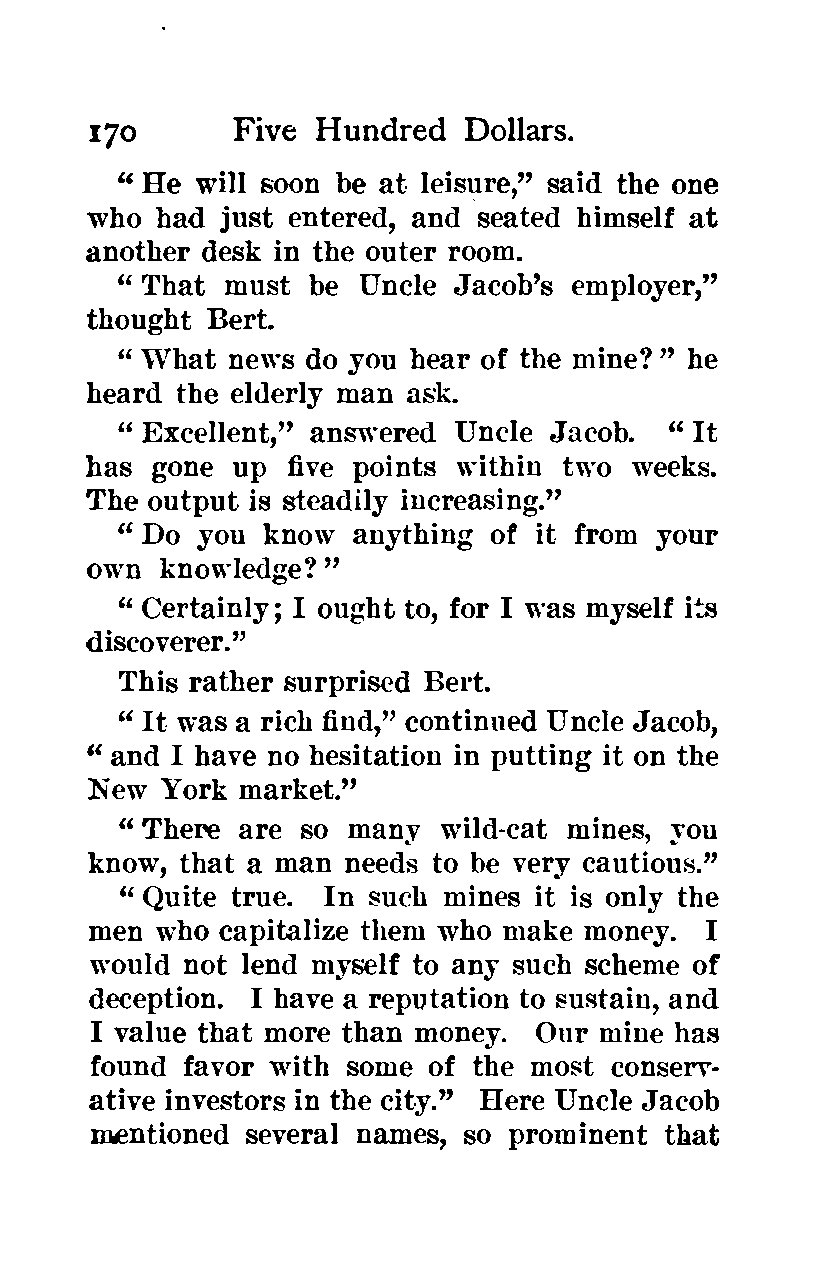 170 Five Hundred Dollars.
“ He will soon be at leisure,” said the one
who had just entered, and seated himself at
another desk in the outer room.
“ That must be Uncle Jacob’s employer,”
thought Bert.
“ What news do you hear of the mine? ” he
heard the elderly man ask.
“ Excellent,” answered Uncle Jacob. “ It
has gone up five points within two weeks.
The output is steadily increasing.”
“ Do you know anything of it from your
own knowledge? ”
“ Certainly; I ought to, for I was myself its
discoverer.”
This rather surprised Bert.
“ It was a rich find,” continued Uncle Jacob,
“ and I have no hesitation in putting it on the
New York market.”
“ There are so many wild-cat mines, you
know, that a man needs to be very cautious.”
“ Quite true. In such mines it is only the
men who capitalize them who make money. I
would not lend myself to any such scheme of
deception. I have a reputation to sustain, and
I value that more than money. Our mine has
found favor with some of the most conserv-
ative investors in the city.” Here Uncle Jacob
mentioned several names, so prominent that